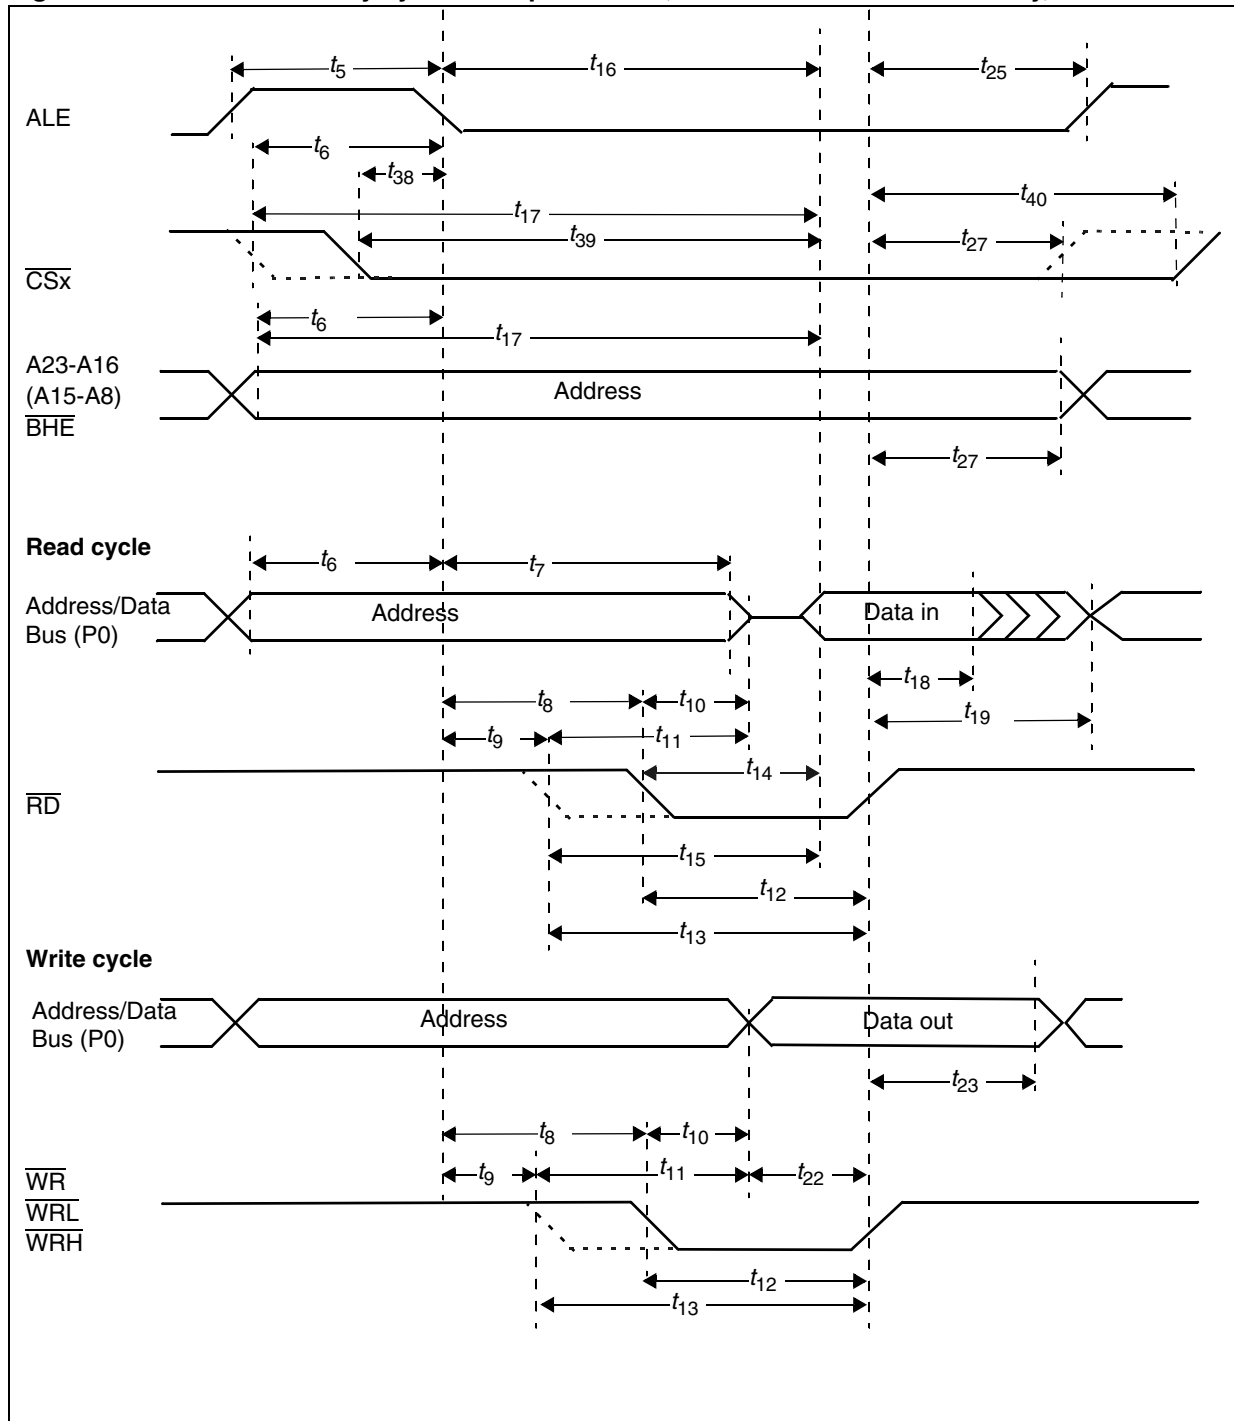 t5
t16
t25
ALE
t6
t38
t40
t17
t39
t27
CSx
t6
t17
A23-A16
(A15-A8)
BHE
Address
t27
Read cycle
t6
t7
Address/Data
Bus (P0)
Address
Data in
t18
t8
t10
t19
t9
t11
t14
RD
t15
t12
t13
Write cycle
Address/Data
Bus (P0)
Address
Data out
t23
t8
t10
t9
t11
t22
WR
WRL
WRH
t12
t13